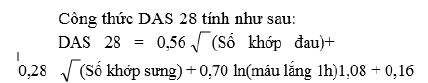 Công thức DAS 28 tính như sau:
DAS 28 = 0,56 √(Số khớp đau)+
0,28 √(Số khớp sưng) + 0,70 ln(máu lắng 1h)1,08 + 0,16